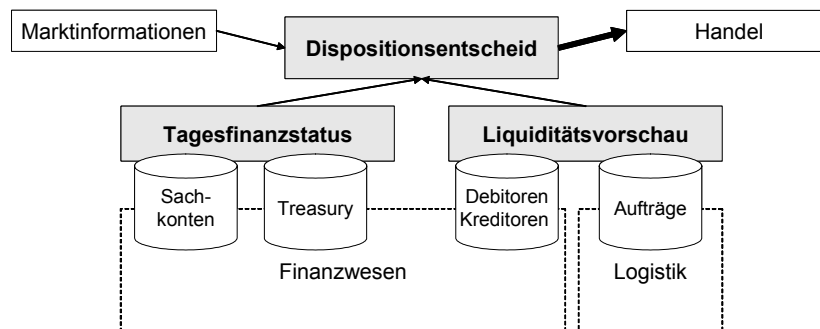 Marktinformationen
Dispositionsentscheid
Handel
Tagesfinanzstatus
Liquiditätsvorschau
Sach-
konten
Treasury
Debitoren
Kreditoren
Aufträge
Finanzwesen
Logistik